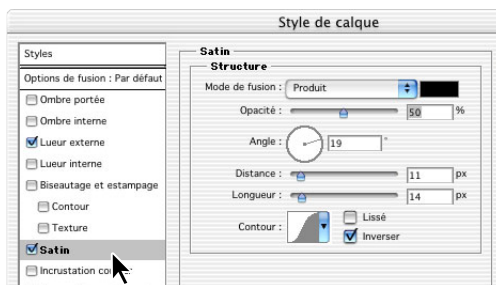 Style de calque
Styles
Options de fusion : Par défaut
Ombre portée
Ombre interne
Lueur externe
Lueur interne
Biseautage et estampage
Contour
Texture
Satin
Incrustation
Satin
Structure
Mode de fusion : Produit
Opacité : 50 %
Angle : 19 °
Distance : 11 px
Longueur : 14 px
Contour : Lissé
Inverser